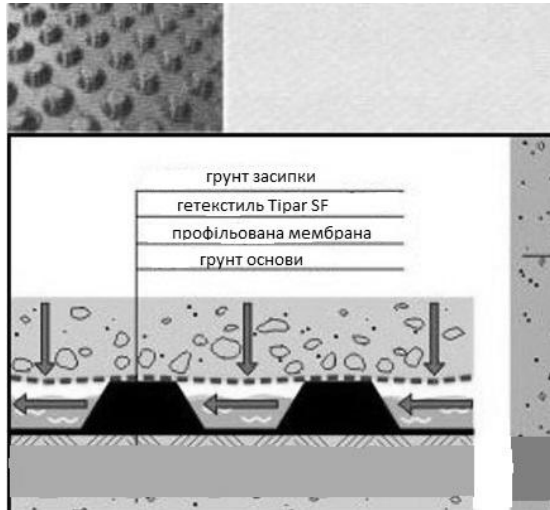 грунт засипки
гетекстиль Tipar SF
профільована мембрана
грунт основи